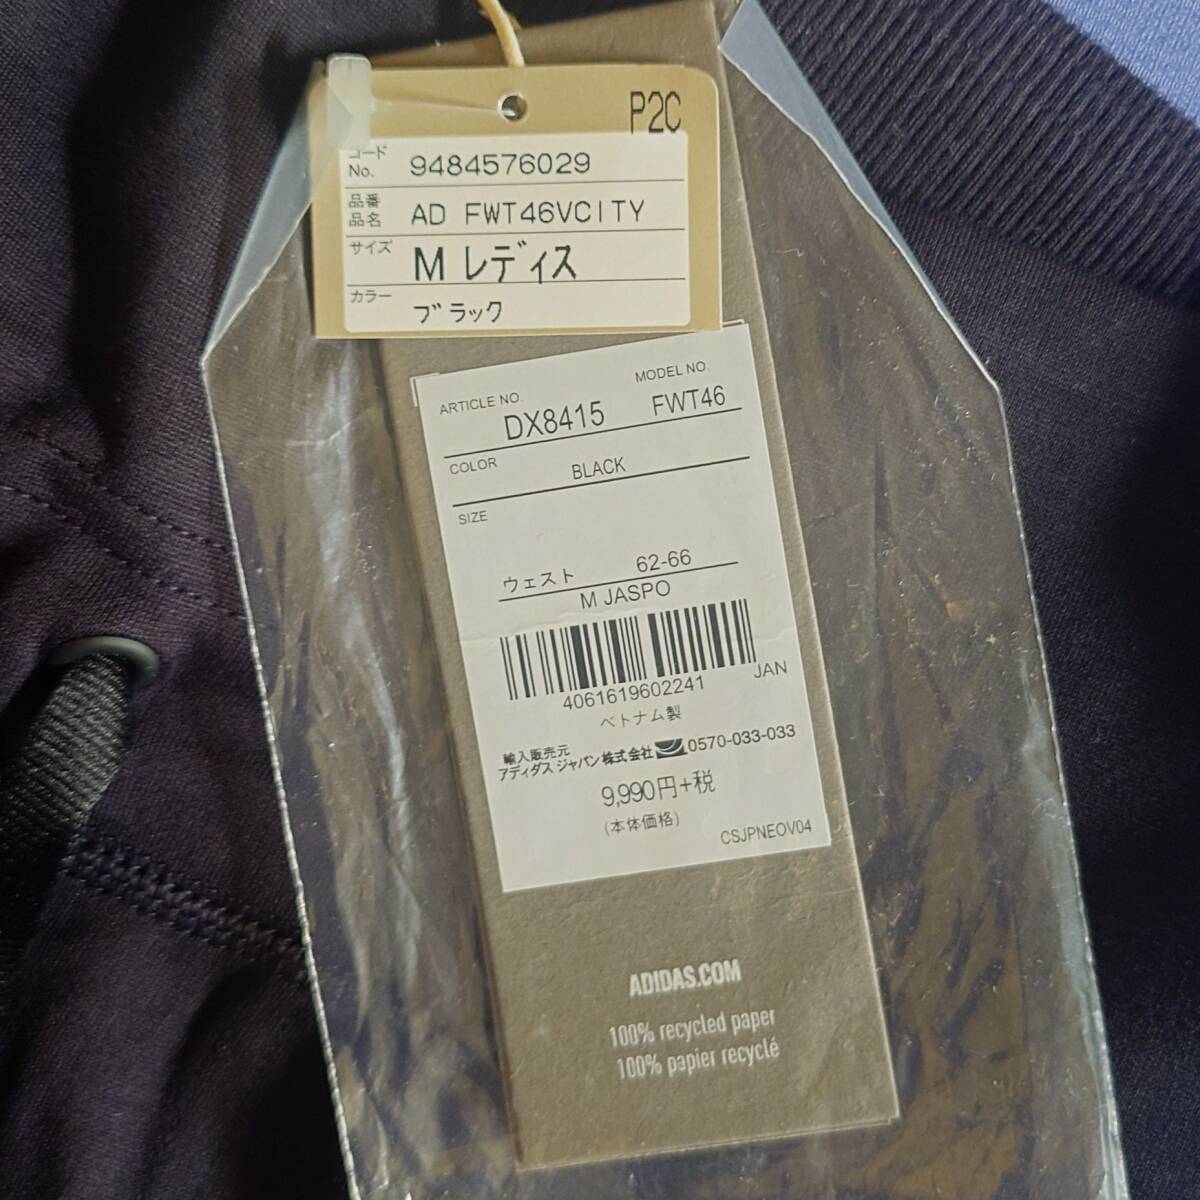 P2C
コード
No. 9484576029
品番
品名 AD FWT46VCITY
サイズ M レディス
カラー ブラック
ARTICLE NO. MODEL NO.
DX8415 FWT46
COLOR
BLACK
SIZE
ウェスト 62-66
M JASPO
4061619602241 JAN
ベトナム製
輸入販売元
アディダス ジャパン株式会社 0570-033-033
9,990円+税
(本体価格)
CSJPNEOV04
ADIDAS.COM
100% recycled paper
100% papier recyclé